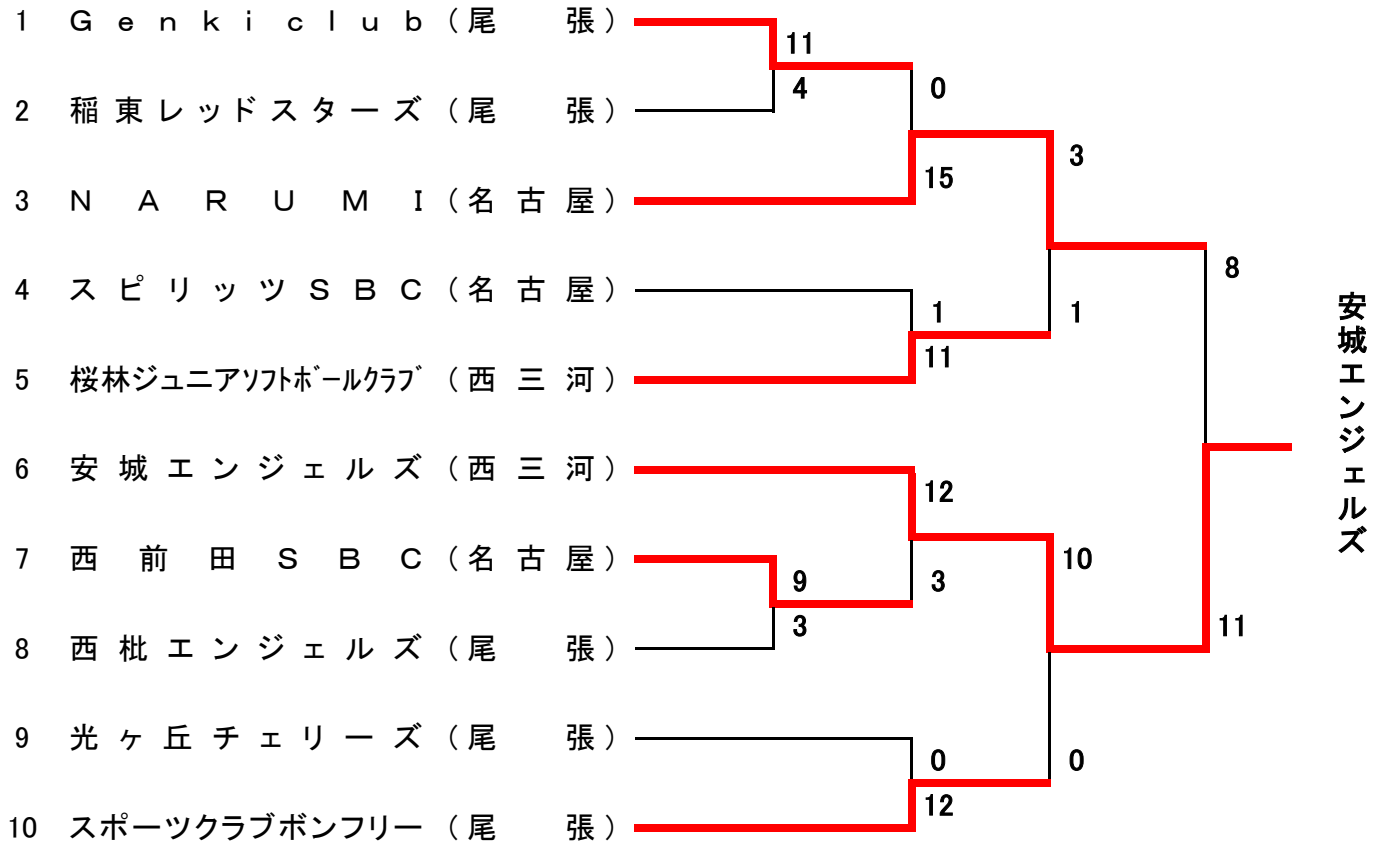 1 Genkiclub(尾張)
11
4
0
2 稲東レッドスターズ(尾張)
3
15
3 NARUMI(名古屋)
8
4 スピリッツSBC(名古屋)
1
1
11
5 桜林ジュニアソフトボールクラブ(西三河)
安城エンジェルズ
6 安城エンジェルズ(西三河)
12
7 西前田SBC(名古屋)
10
9
3
3
11
8 西枇エンジェルズ(尾張)
9 光ヶ丘チェリーズ(尾張)
0
0
12
10 スポーツクラブボンフリー(尾張)